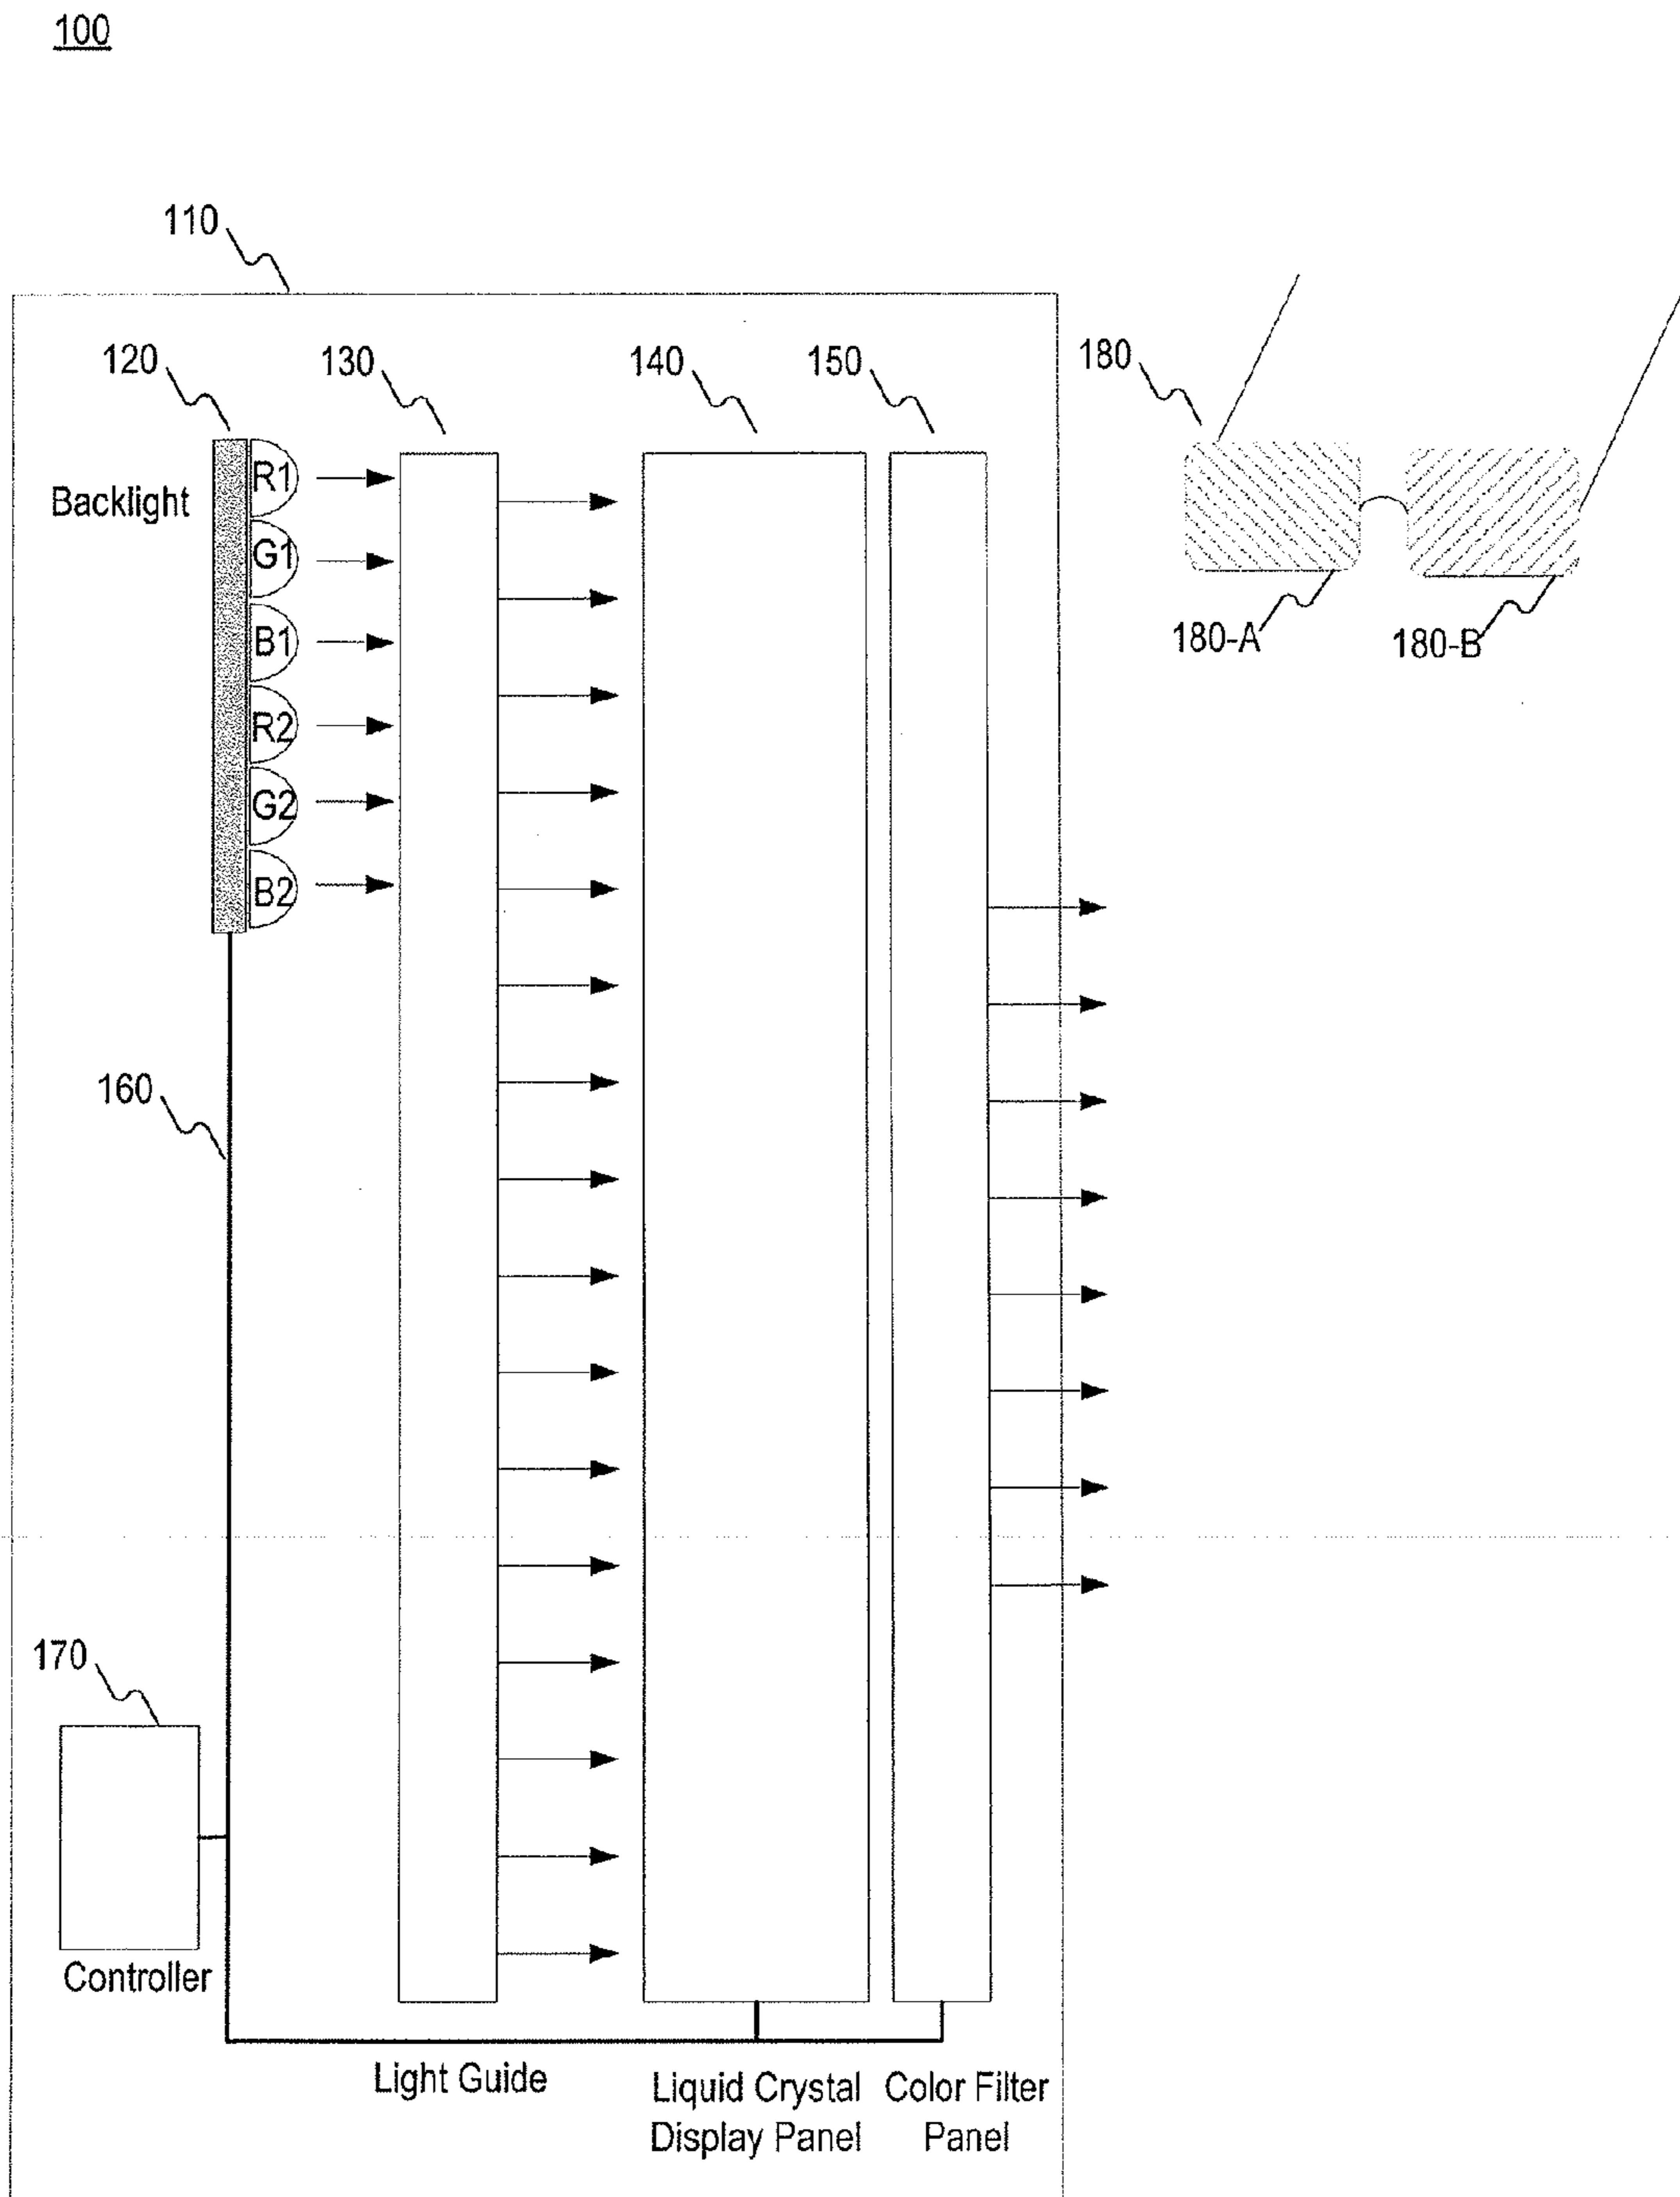 100
110
120
130
140
150
180
Backlight
R1
G1
B1
R2
G2
B2
180-A
180-B
160
170
Controller
Light Guide
Liquid Crystal
Display Panel
Color Filter
Panel